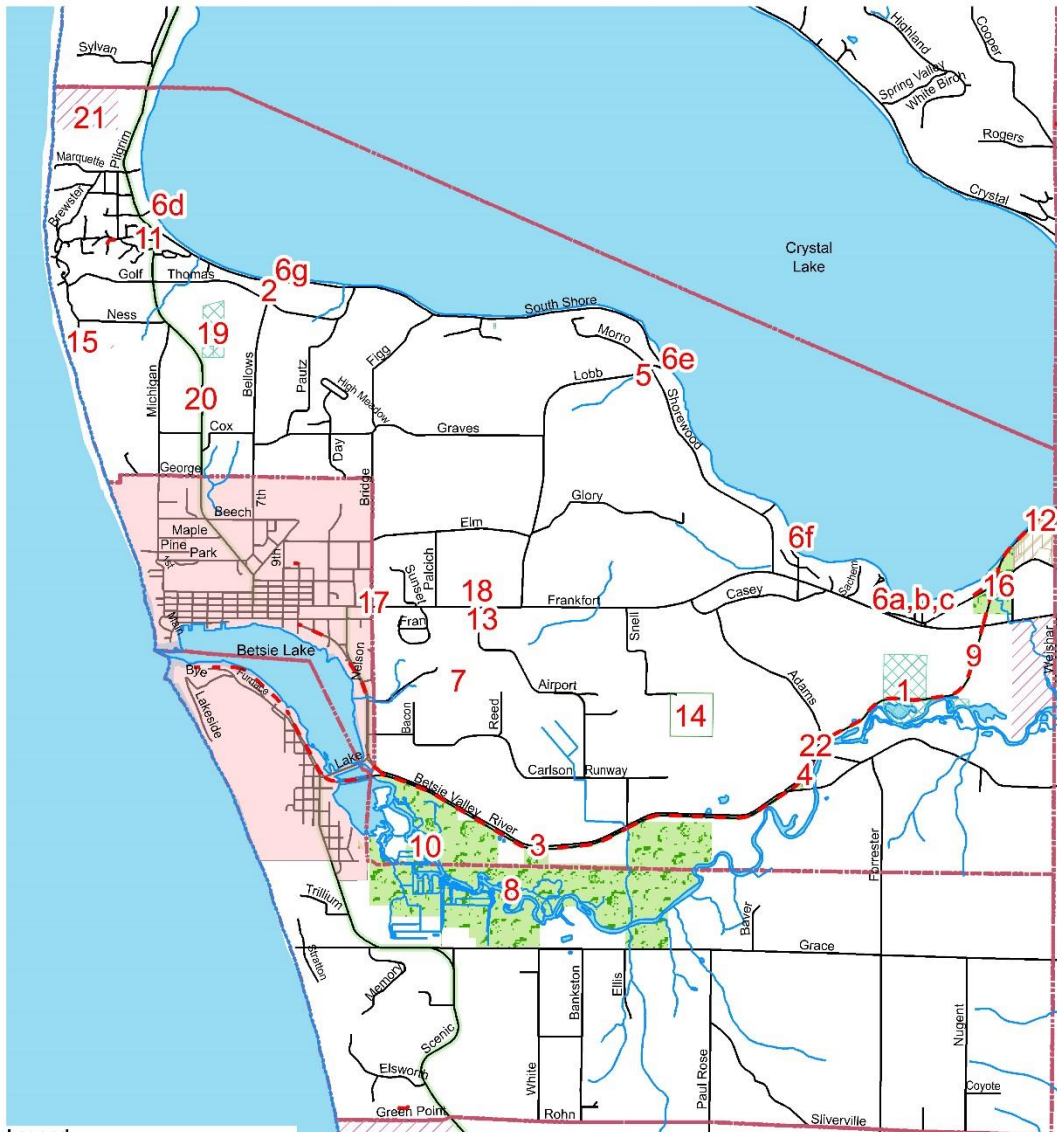 Highland
Cooper
Sylvan
Spring Valley
White Birch
21
Pilgrim
Rogers
Marquette
Crystal
Brewster
6d
11
Crystal
Lake
Golf
Thomas
6g
2
South Shore
Ness
15
19
Morro
6e
Figg
Lobb
5
Michigan
Bellows
Pautz
High Meadow
Shorewood
20
Cox
Graves
Day
George
Bridge
7th
Glory
Beech
12
Maple
Elm
Pine
Park
9th
6f
1st
Palcich
Sunset
Sachem
16
Casey
17
18
Frankfort
6a,b,c
13
Fran
Snell
Main
Betsie Lake
Nelson
Weishar
9
Bye
Furnace
7
Airport
Adams
1
Lakeside
Bacon
Reed
14
22
Lake
Carlson
Runway
4
Betsie Valley
River
10
3
Forrester
8
Trillium
Baver
Grace
Stratton
Memory
Bankston
Ellis
Scenic
Nugent
Elsworth
White
Paul Rose
Coyote
Green Point
Rohn
Sliverville